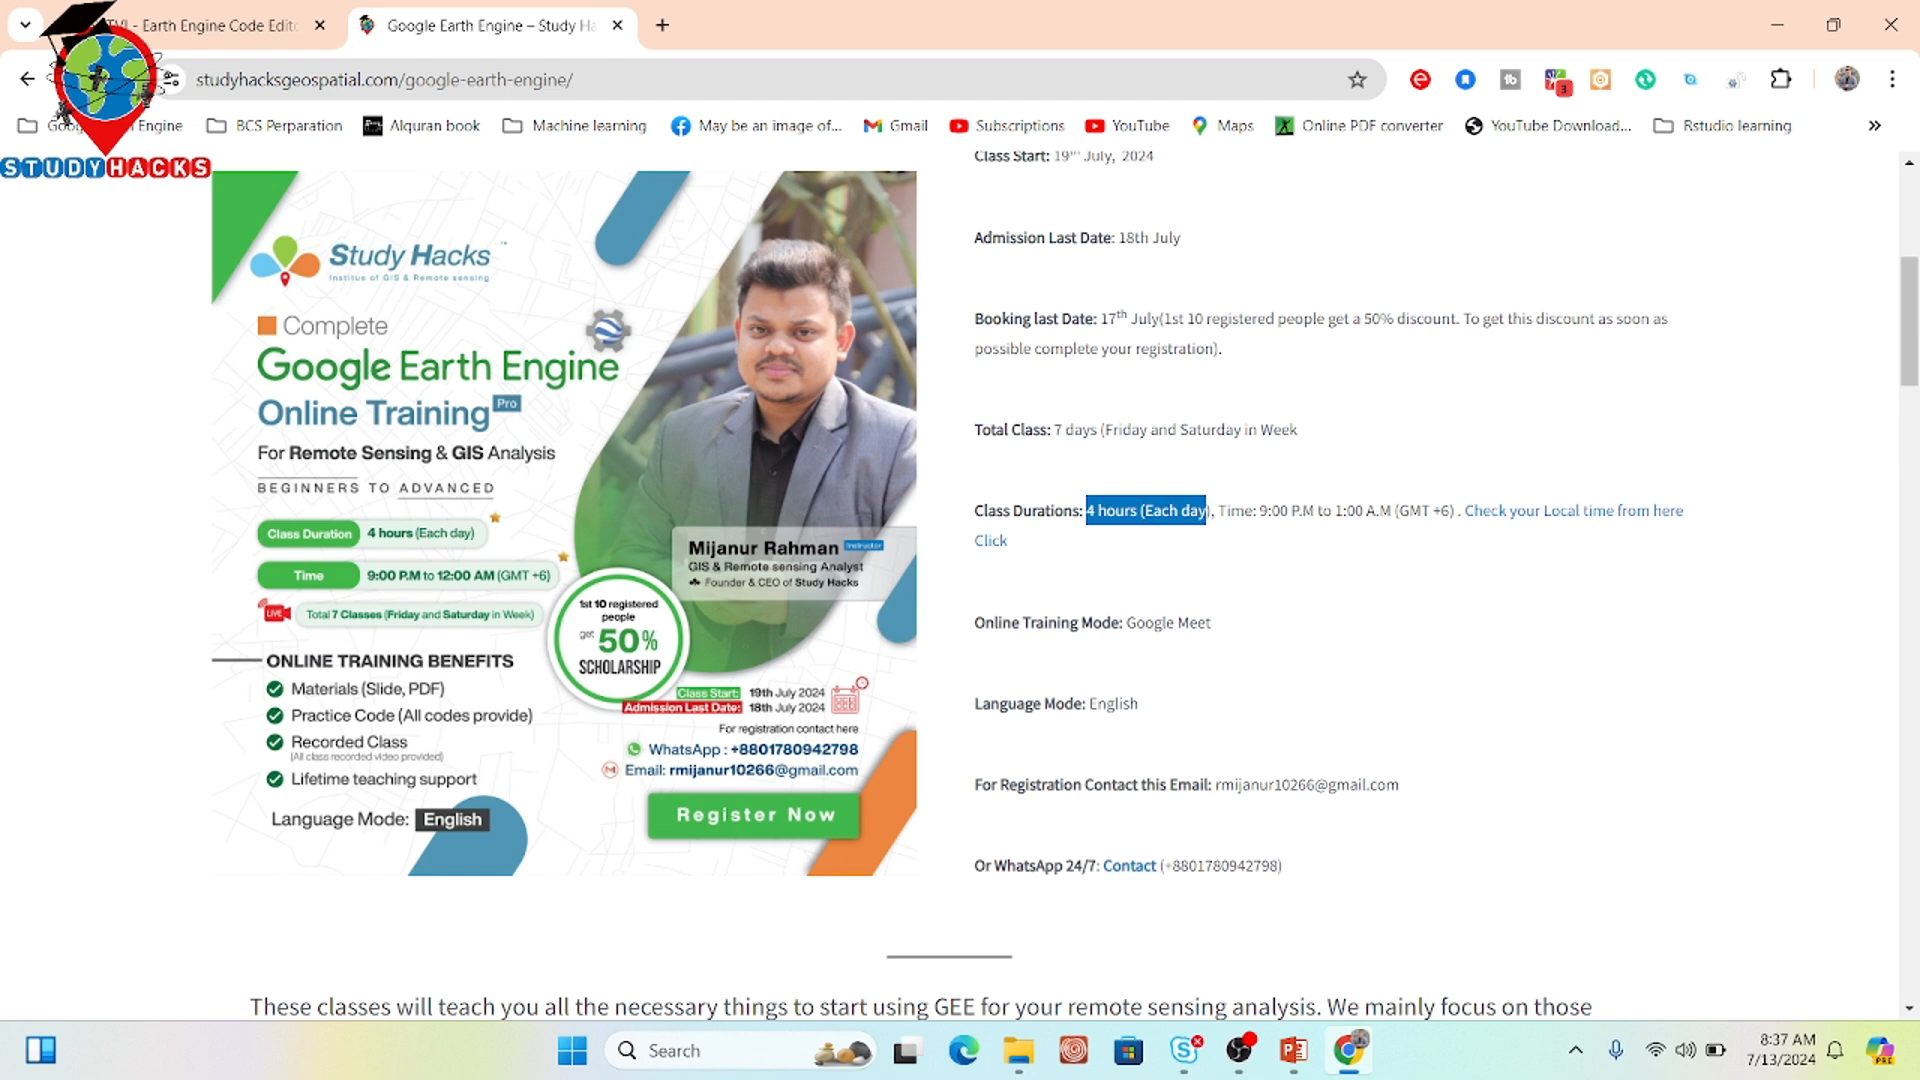 TVI - Earth Engine Code Edito
Google Earth Engine – Study Ha
studyhacksgeospatial.com/google-earth-engine/
Google Earth Engine
BCS Perparation
Alquran book
Machine learning
May be an image of...
Gmail
Subscriptions
YouTube
Maps
Online PDF converter
YouTube Download...
Rstudio learning
STUDYHACKS
Study Hacks™
Institue of GIS & Remote sensing
Complete
Google Earth Engine
Online Training Pro
For Remote Sensing & GIS Analysis
BEGINNERS TO ADVANCED
Class Duration 4 hours (Each day)
Time 9:00 P.M to 12:00 AM (GMT +6)
LIVE Total 7 Classes (Friday and Saturday in Week)
ONLINE TRAINING BENEFITS
Materials (Slide, PDF)
Practice Code (All codes provide)
Recorded Class
(All class recorded video provided)
Lifetime teaching support
Language Mode: English
Mijanur Rahman Instructor
GIS & Remote sensing Analyst
Founder & CEO of Study Hacks
1st 10 registered
people
get 50%
SCHOLARSHIP
Class Start: 19th July 2024
Admission Last Date: 18th July 2024
For registration contact here
WhatsApp : +8801780942798
Email: rmijanur10266@gmail.com
Register Now
Class Start: 19th July, 2024
Admission Last Date: 18th July
Booking last Date: 17th July(1st 10 registered people get a 50% discount. To get this discount as soon as
possible complete your registration).
Total Class: 7 days (Friday and Saturday in Week
Class Durations: 4 hours (Each day), Time: 9:00 P.M to 1:00 A.M (GMT +6) . Check your Local time from here
Click
Online Training Mode: Google Meet
Language Mode: English
For Registration Contact this Email: rmijanur10266@gmail.com
Or WhatsApp 24/7: Contact (+8801780942798)
These classes will teach you all the necessary things to start using GEE for your remote sensing analysis. We mainly focus on those
Search
8:37 AM
7/13/2024